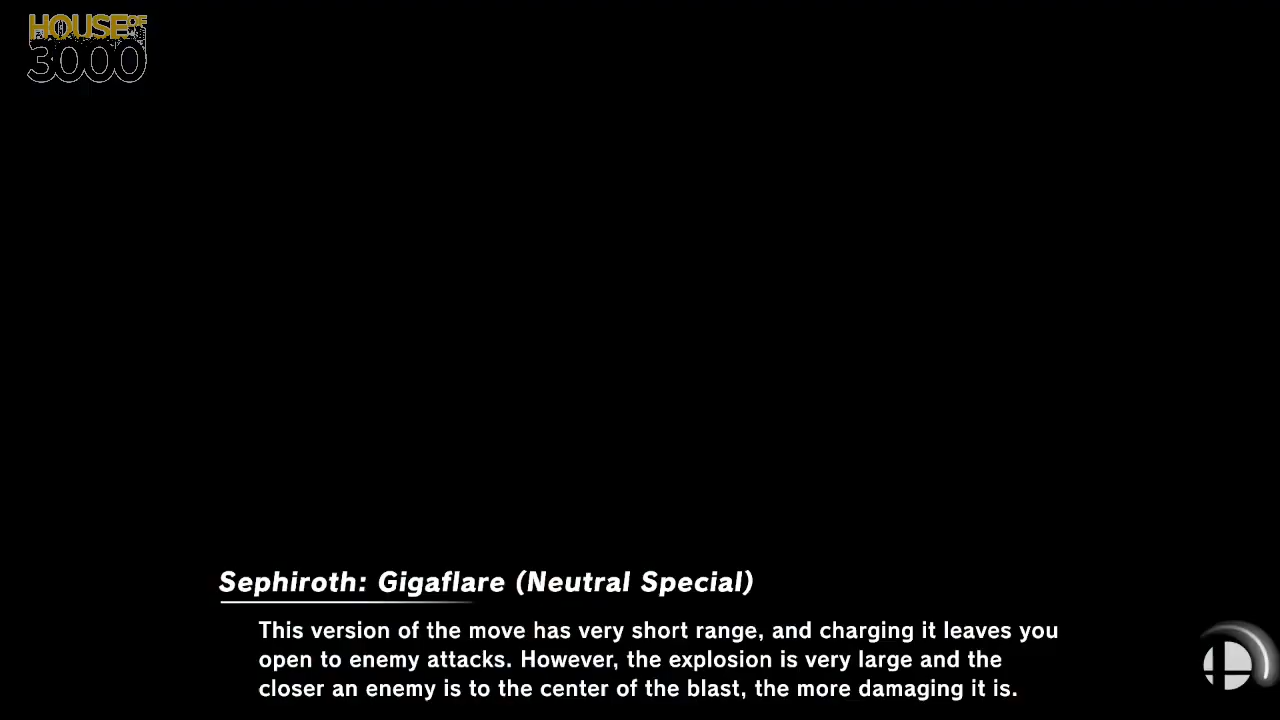 HOUSE OF
3000
Sephiroth: Gigaflare (Neutral Special)
This version of the move has very short range, and charging it leaves you
open to enemy attacks. However, the explosion is very large and the
closer an enemy is to the center of the blast, the more damaging it is.